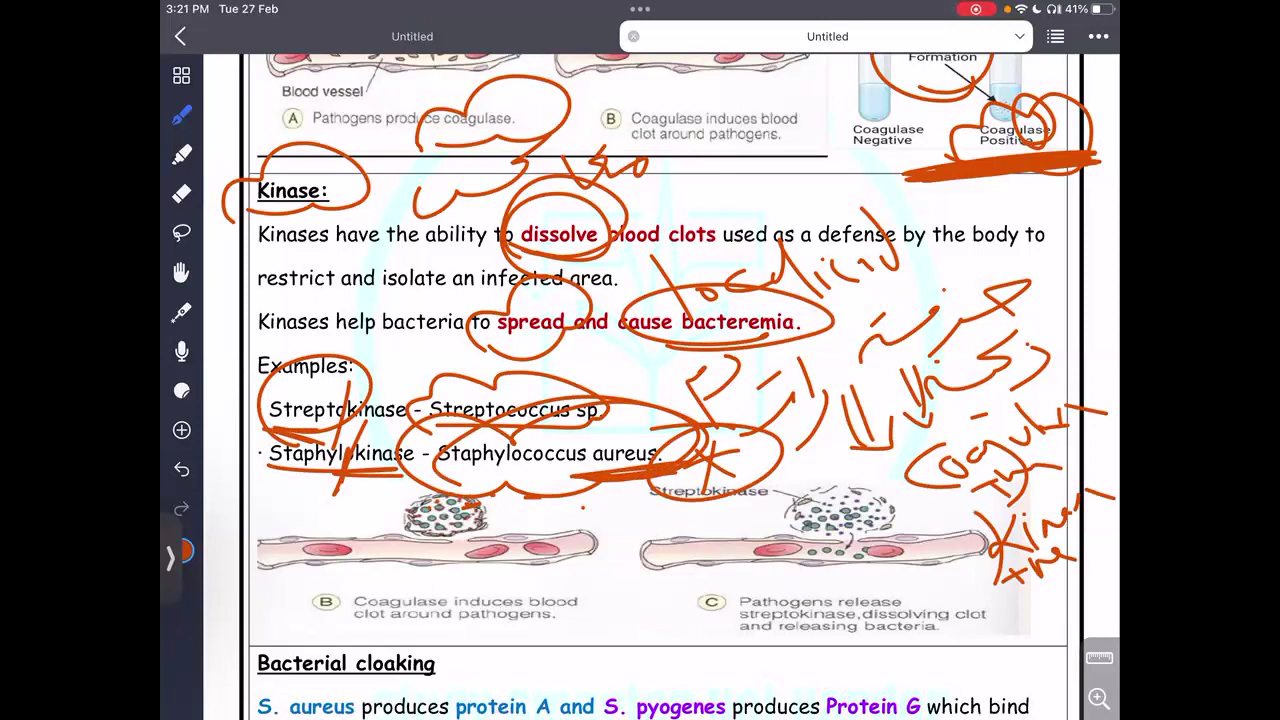 3:21 PM Tue 27 Feb
41%
Untitled
Untitled
Formation
Blood vessel
A Pathogens produce coagulase.
B Coagulase induces blood
clot around pathogens.
Coagulase
Negative
Coagulase
Positive
Kinase:
Kinases have the ability to dissolve blood clots used as a defense by the body to
restrict and isolate an infected area.
Kinases help bacteria to spread and cause bacteremia.
Examples:
Streptokinase - Streptococcus sp.
· Staphylokinase - Staphylococcus aureus.
Streptokinase
B Coagulase induces blood
clot around pathogens.
C Pathogens release
streptokinase, dissolving clot
and releasing bacteria.
Bacterial cloaking
S. aureus produces protein A and S. pyogenes produces Protein G which bind